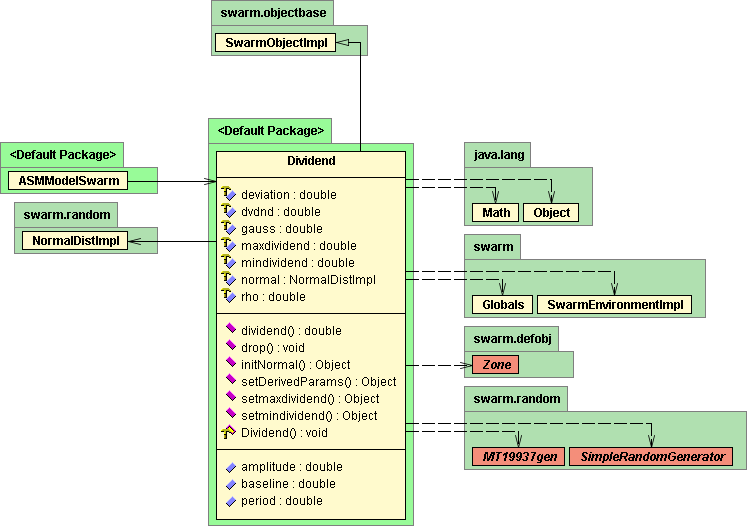 swarm.objectbase
SwarmObjectImpl
<Default Package>
ASMModelSwarm
swarm.random
NormalDistImpl
<Default Package>
Dividend
deviation : double
dvdnd : double
gauss : double
maxdividend : double
mindividend : double
normal : NormalDistImpl
rho : double
dividend() : double
drop() : void
initNormal() : Object
setDerivedParams() : Object
setmaxdividend() : Object
setmindividend() : Object
Dividend() : void
amplitude : double
baseline : double
period : double
java.lang
Math Object
swarm
Globals SwarmEnvironmentImpl
swarm.defobj
Zone
swarm.random
MT19937gen SimpleRandomGenerator